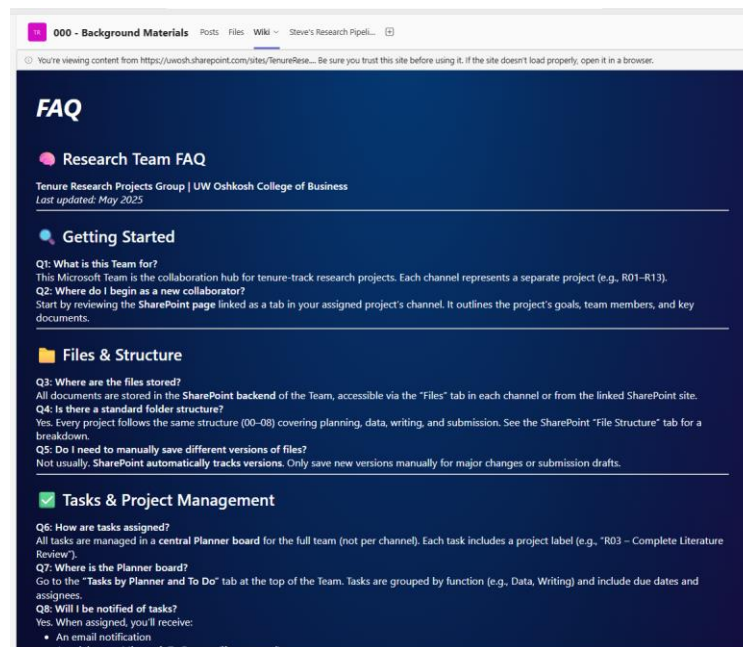 TR 000 - Background Materials Posts Files Wiki Steve's Research Pipeli...
You're viewing content from https://uwosh.sharepoint.com/sites/TenureRese.... Be sure you trust this site before using it. If the site doesn't load properly, open it in a browser.
FAQ
Research Team FAQ
Tenure Research Projects Group | UW Oshkosh College of Business
Last updated: May 2025
Getting Started
Q1: What is this Team for?
This Microsoft Team is the collaboration hub for tenure-track research projects. Each channel represents a separate project (e.g., R01–R13).
Q2: Where do I begin as a new collaborator?
Start by reviewing the SharePoint page linked as a tab in your assigned project's channel. It outlines the project's goals, team members, and key
documents.
Files & Structure
Q3: Where are the files stored?
All documents are stored in the SharePoint backend of the Team, accessible via the "Files" tab in each channel or from the linked SharePoint site.
Q4: Is there a standard folder structure?
Yes. Every project follows the same structure (00–08) covering planning, data, writing, and submission. See the SharePoint "File Structure" tab for a
breakdown.
Q5: Do I need to manually save different versions of files?
Not usually. SharePoint automatically tracks versions. Only save new versions manually for major changes or submission drafts.
Tasks & Project Management
Q6: How are tasks assigned?
All tasks are managed in a central Planner board for the full team (not per channel). Each task includes a project label (e.g., "R03 – Complete Literature
Review").
Q7: Where is the Planner board?
Go to the "Tasks by Planner and To Do" tab at the top of the Team. Tasks are grouped by function (e.g., Data, Writing) and include due dates and
assignees.
Q8: Will I be notified of tasks?
Yes. When assigned, you'll receive:
• An email notification